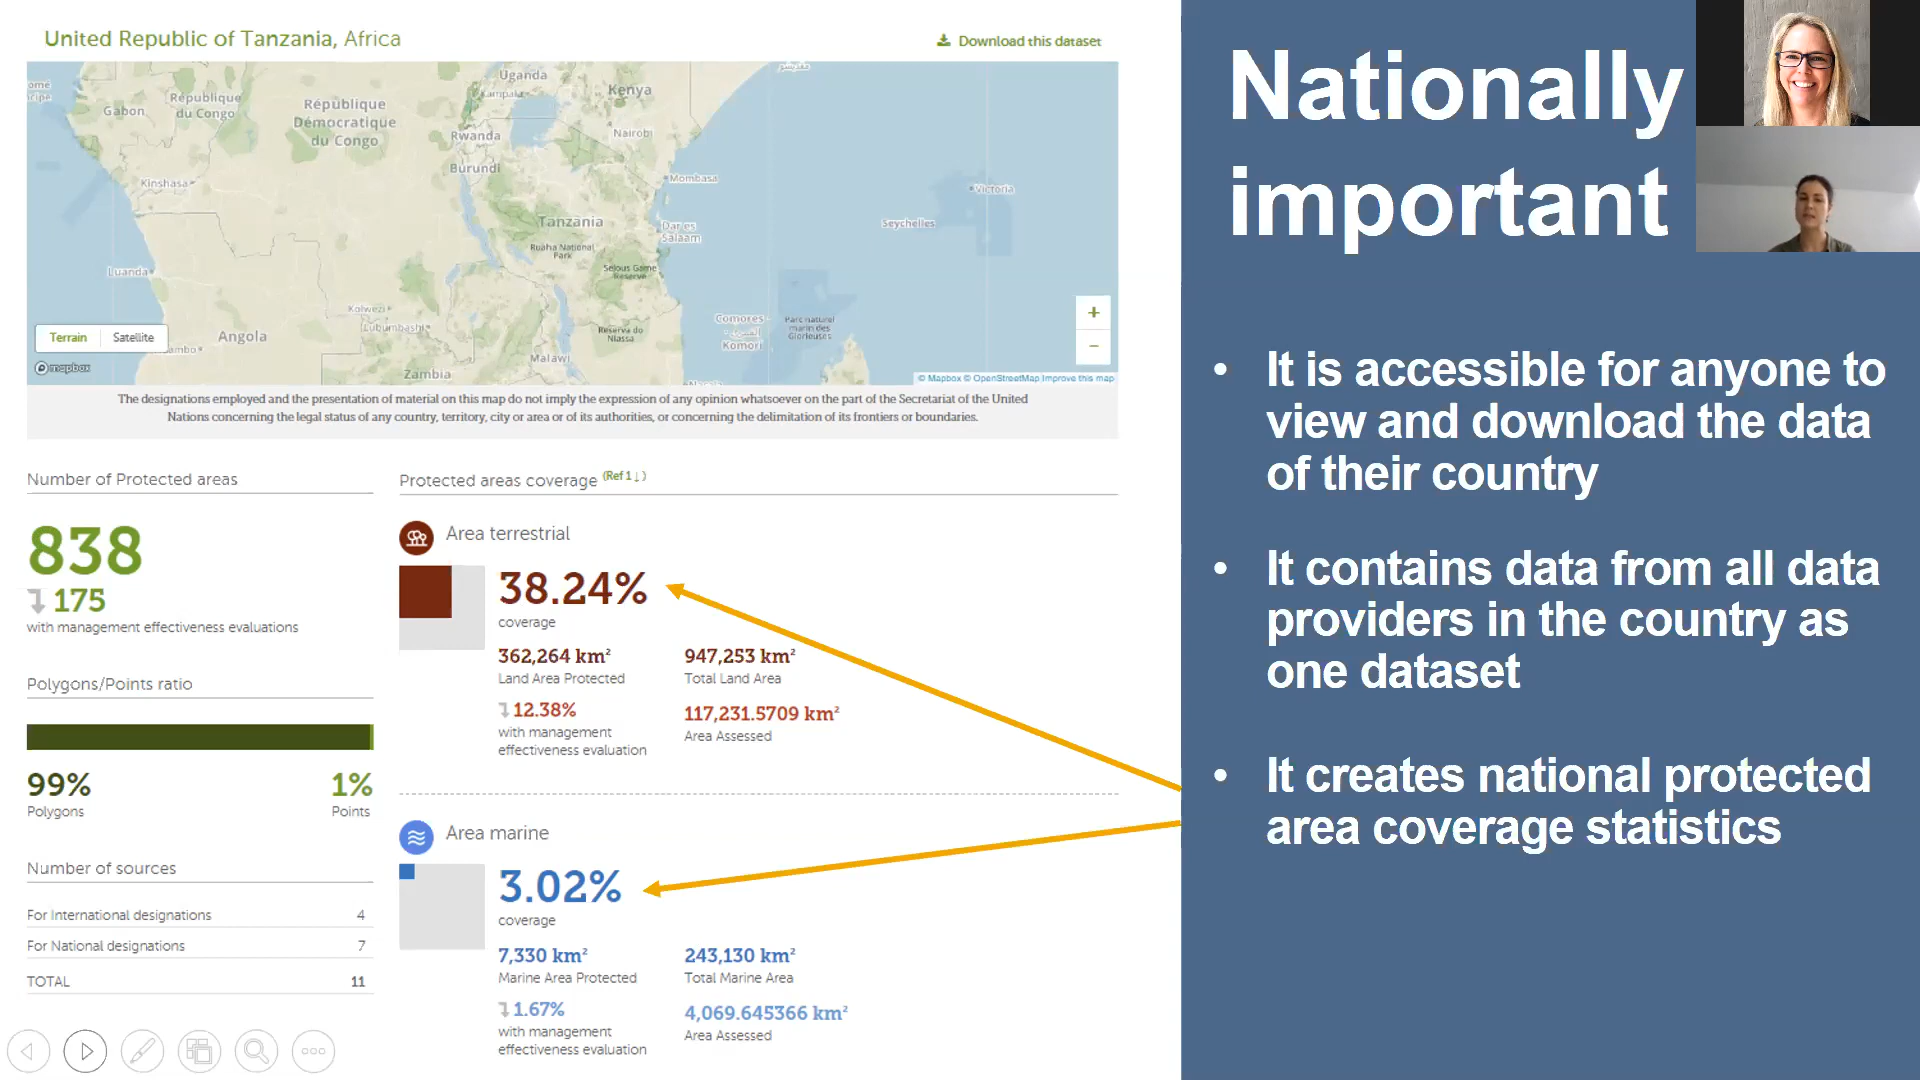 United Republic of Tanzania, Africa
Download this dataset
Uganda
Kampala
Kenya
Gabon
République du Congo
République Démocratique du Congo
Rwanda
Nairobi
Burundi
Kinshasa
Mombasa
Victoria
Tanzania
Dar es Salaam
Seychelles
Ruaha National Park
Selous Game Reserve
Luanda
Kolwezi
Lubumbashi
Comores
Komori
Parc naturel marin des Glorieuses
Angola
Reserva do Niassa
Malawi
Zambia
Terrain
Satellite
mapbox
+
−
© Mapbox © OpenStreetMap Improve this map
The designations employed and the presentation of material on this map do not imply the expression of any opinion whatsoever on the part of the Secretariat of the United
Nations concerning the legal status of any country, territory, city or area or of its authorities, or concerning the delimitation of its frontiers or boundaries.
Number of Protected areas
838
175
with management effectiveness evaluations
Polygons/Points ratio
99%
Polygons
1%
Points
Number of sources
For International designations 4
For National designations 7
TOTAL 11
Protected areas coverage (Ref 1↓)
Area terrestrial
38.24%
coverage
362,264 km²
Land Area Protected
947,253 km²
Total Land Area
12.38%
with management
effectiveness evaluation
117,231.5709 km²
Area Assessed
Area marine
3.02%
coverage
7,330 km²
Marine Area Protected
243,130 km²
Total Marine Area
1.67%
with management
effectiveness evaluation
4,069.645366 km²
Area Assessed
Nationally
important
• It is accessible for anyone to
view and download the data
of their country
• It contains data from all data
providers in the country as
one dataset
• It creates national protected
area coverage statistics